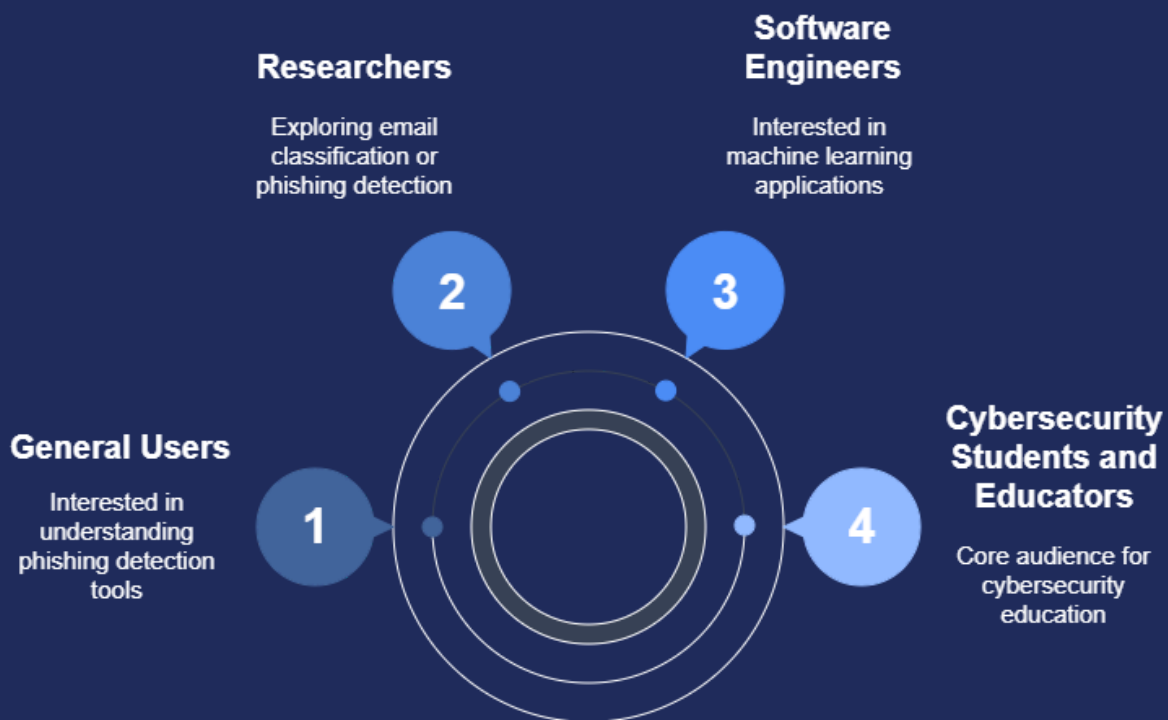 General Users
Interested in
understanding
phishing detection
tools
1
Researchers
Exploring email
classification or
phishing detection
2
Software
Engineers
Interested in
machine learning
applications
3
Cybersecurity
Students and
Educators
Core audience for
cybersecurity
education
4